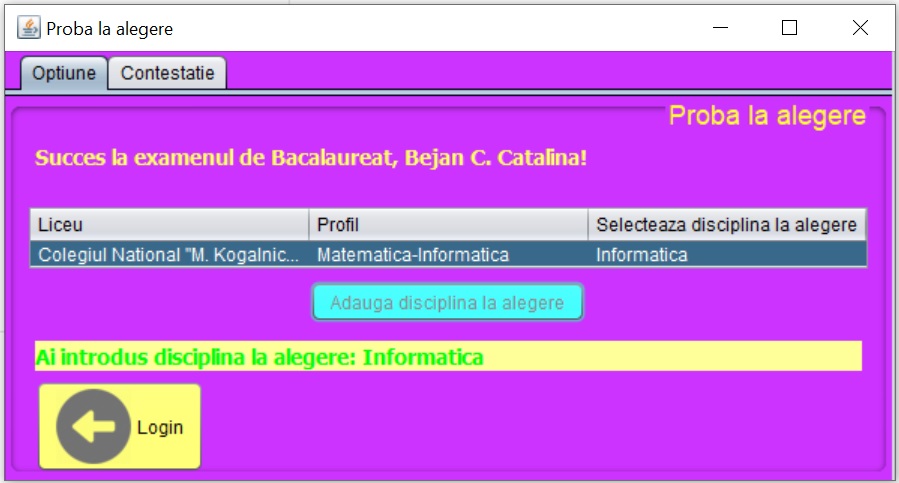 Proba la alegere
Optiune Contestatie
Proba la alegere
Succes la examenul de Bacalaureat, Bejan C. Catalina!
Liceu Profil Selecteaza disciplina la alegere
Colegiul National "M. Kogalnic... Matematica-Informatica Informatica
Adauga disciplina la alegere
Ai introdus disciplina la alegere: Informatica
Login